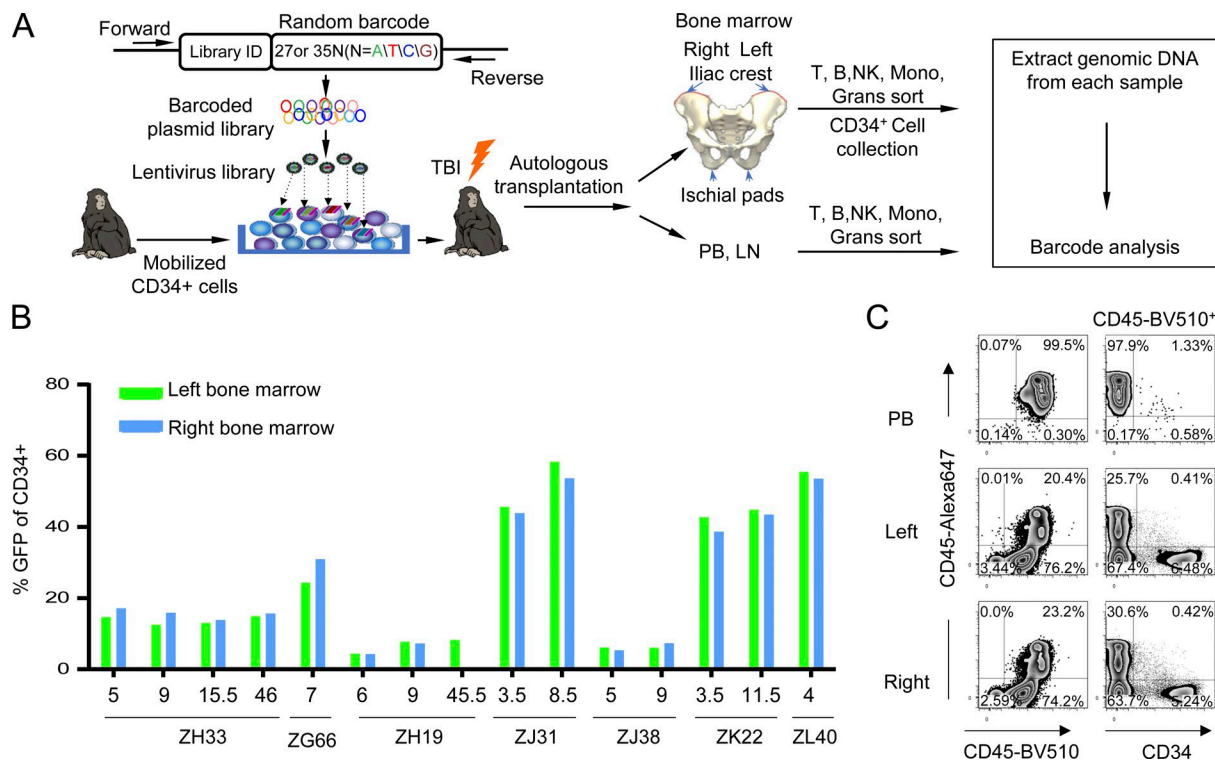 A
Forward
Random barcode
Library ID
27or 35N(N=A\T\C\G)
Reverse
Barcoded
plasmid library
Lentivirus library
Mobilized
CD34+ cells
TBI
Autologous
transplantation
Bone marrow
Right Left
Iliac crest
Ischial pads
PB, LN
T, B,NK, Mono,
Grans sort
CD34+ Cell
collection
T, B,NK, Mono,
Grans sort
Extract genomic DNA
from each sample
Barcode analysis
B
% GFP of CD34+
80
60
40
20
0
Left bone marrow
Right bone marrow
5 9 15.5 46 7 6 9 45.5 3.5 8.5 5 9 3.5 11.5 4
ZH33 ZG66 ZH19 ZJ31 ZJ38 ZK22 ZL40
C
CD45-BV510+
PB
0.07% 99.5% 97.9% 1.33%
0.14% 0.30% 0.17% 0.58%
CD45-Alexa647
Left
0.01% 20.4% 25.7% 0.41%
3.44% 76.2% 67.4% 6.48%
Right
0.0% 23.2% 30.6% 0.42%
2.59% 74.2% 63.7% 5.24%
CD45-BV510 CD34